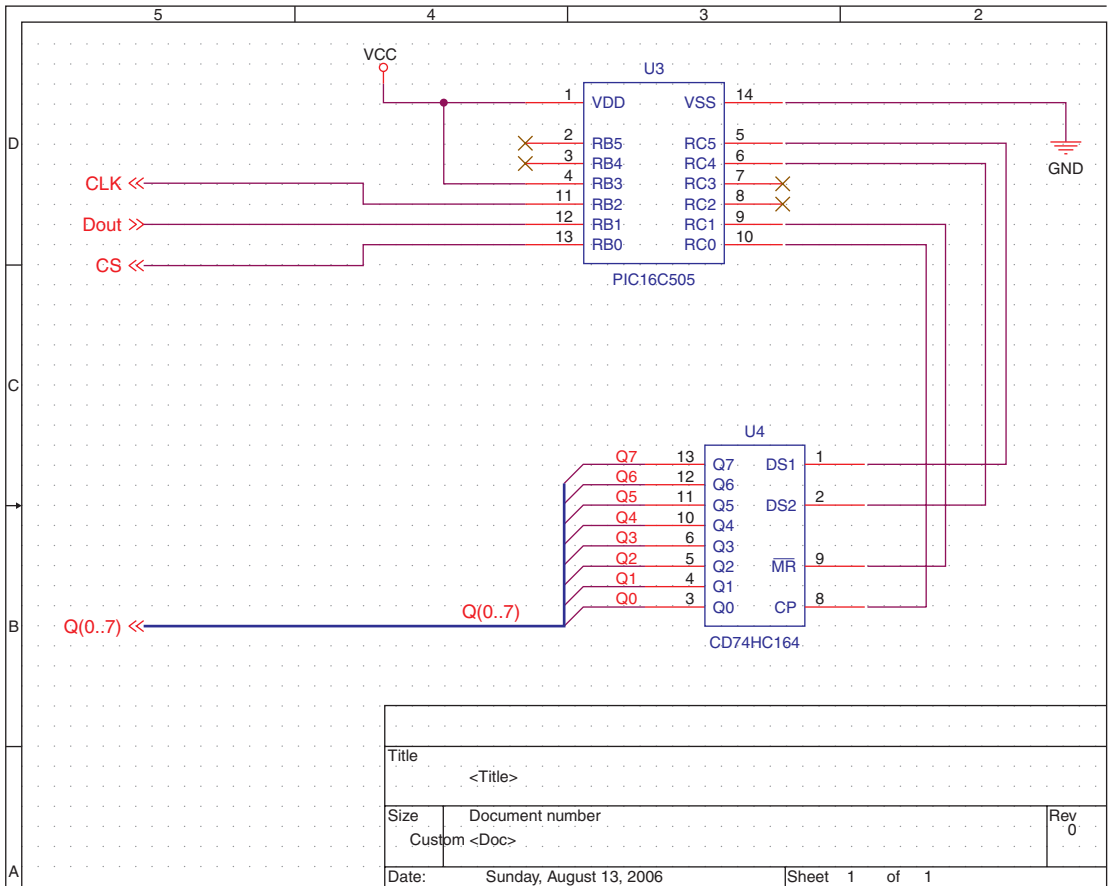 5 4 3 2
VCC
U3
1 VDD VSS 14
D
2 RB5 RC5 5
3 RB4 RC4 6
GND
CLK 4 RB3 RC3 7
11 RB2 RC2 8
Dout 12 RB1 RC1 9
13 RB0 RC0 10
CS
PIC16C505
C
U4
Q7 13 Q7 DS1 1
Q6 12 Q6
Q5 11 Q5 DS2 2
Q4 10 Q4
Q3 6 Q3
Q2 5 Q2 MR 9
Q1 4 Q1
Q0 3 Q0 CP 8
Q(0..7)
B
Q(0..7)
CD74HC164
Title
<Title>
Size Document number Rev
Custom <Doc> 0
A
Date: Sunday, August 13, 2006 Sheet 1 of 1